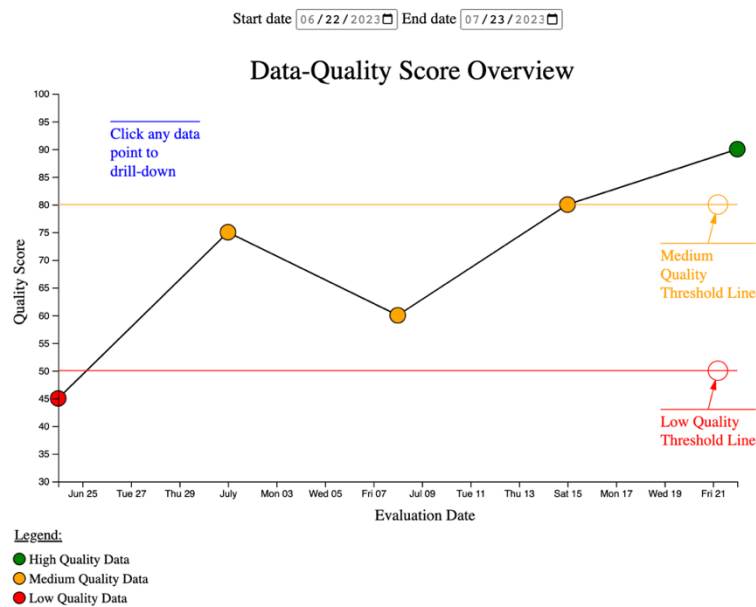 Start date 06/22/2023 End date 07/23/2023
Data-Quality Score Overview
100
95
90
85
80
75
70
65
60
55
50
45
40
35
30
Quality Score
Click any data
point to
drill-down
Medium
Quality
Threshold Line
Low Quality
Threshold Line
Jun 25 Tue 27 Thu 29 July Mon 03 Wed 05 Fri 07 Jul 09 Tue 11 Thu 13 Sat 15 Mon 17 Wed 19 Fri 21
Evaluation Date
Legend:
High Quality Data
Medium Quality Data
Low Quality Data